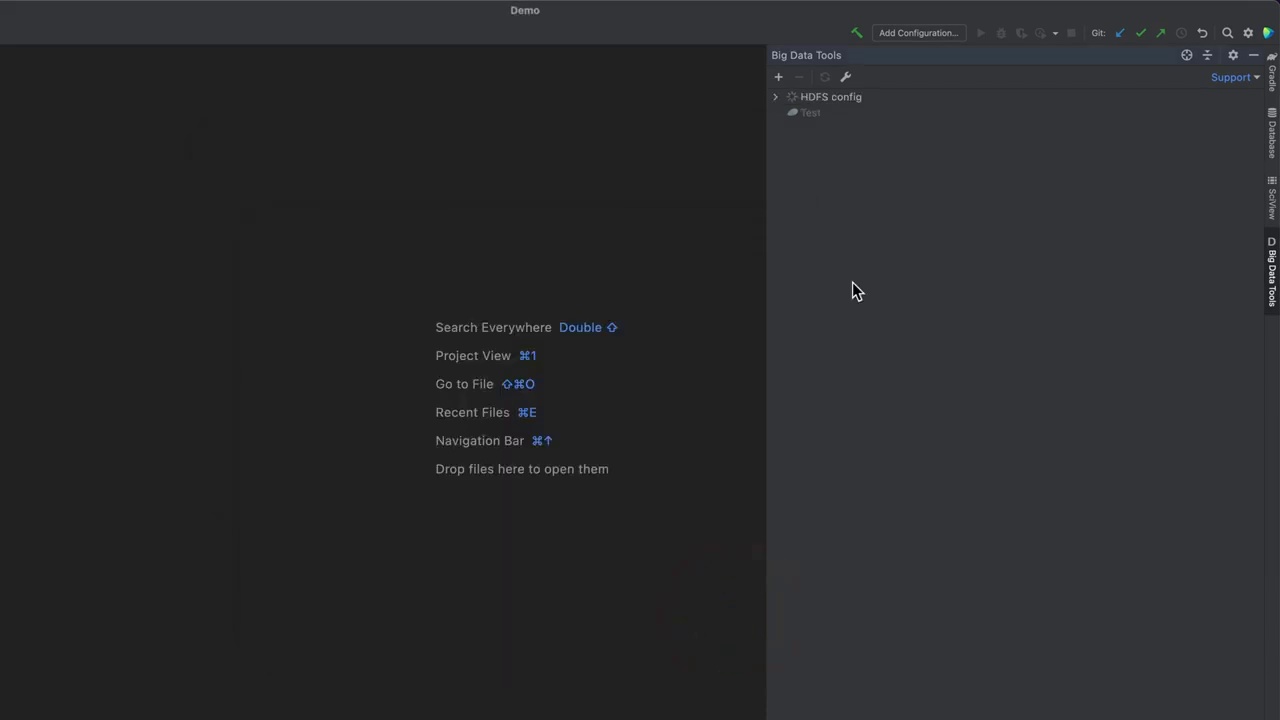 Demo
Add Configuration...
Git:
Big Data Tools
Support
HDFS config
Test
Search Everywhere Double ⇧
Project View ⌘1
Go to File ⇧⌘O
Recent Files ⌘E
Navigation Bar ⌘↑
Drop files here to open them
Gradle
Database
SciView
D Big Data Tools